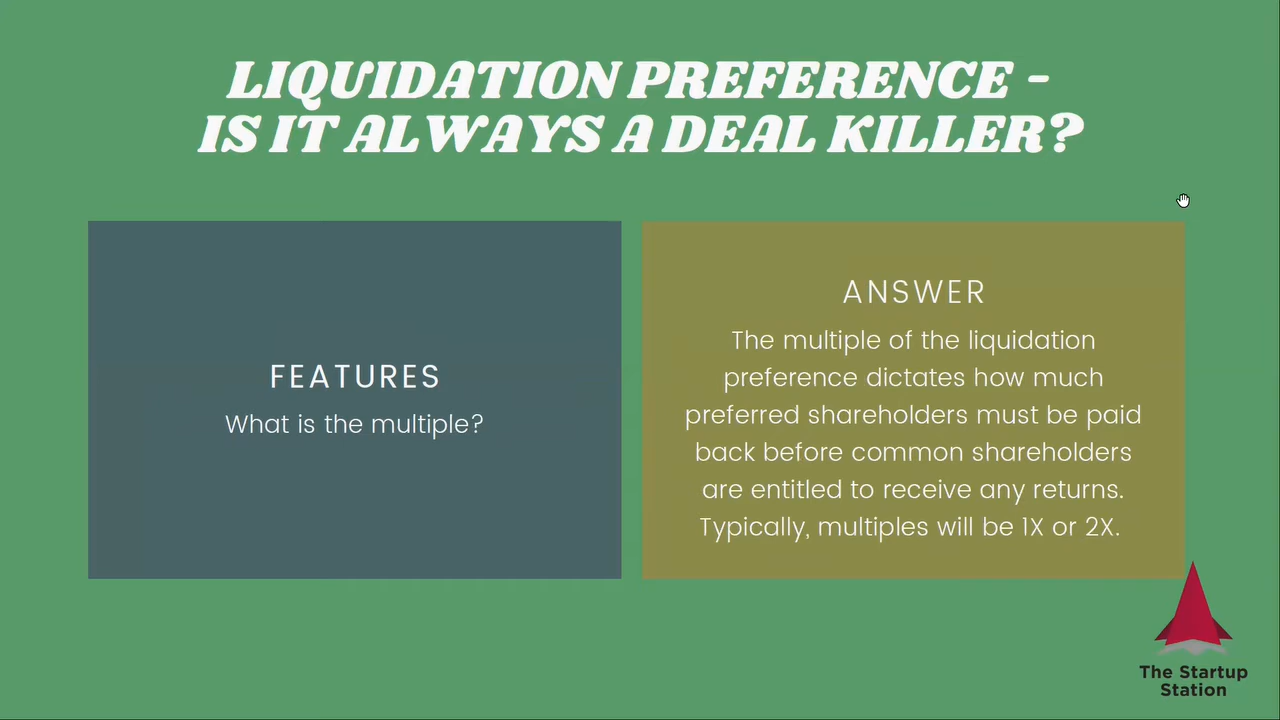 LIQUIDATION PREFERENCE -
IS IT ALWAYS A DEAL KILLER?
FEATURES
What is the multiple?
ANSWER
The multiple of the liquidation
preference dictates how much
preferred shareholders must be paid
back before common shareholders
are entitled to receive any returns.
Typically, multiples will be 1X or 2X.
The Startup
Station